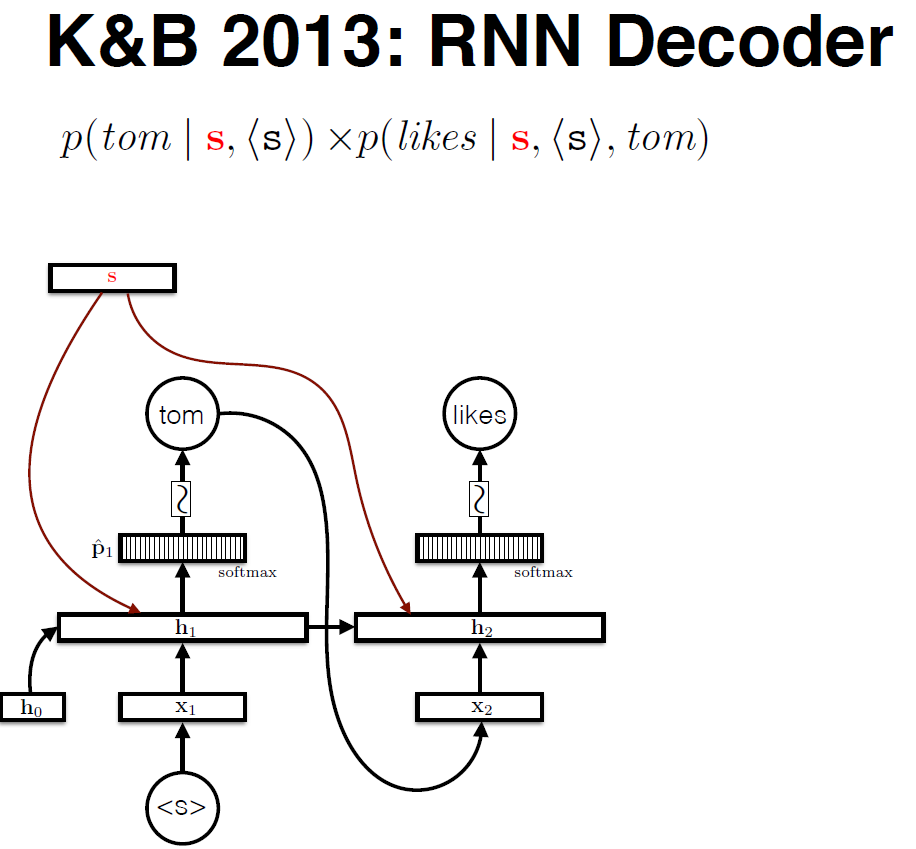 K&B 2013: RNN Decoder
p(tom | s, ⟨s⟩) ×p(likes | s, ⟨s⟩, tom)
s
tom
likes
p̂₁
softmax
softmax
h₁
h₂
h₀
x₁
x₂
<s>